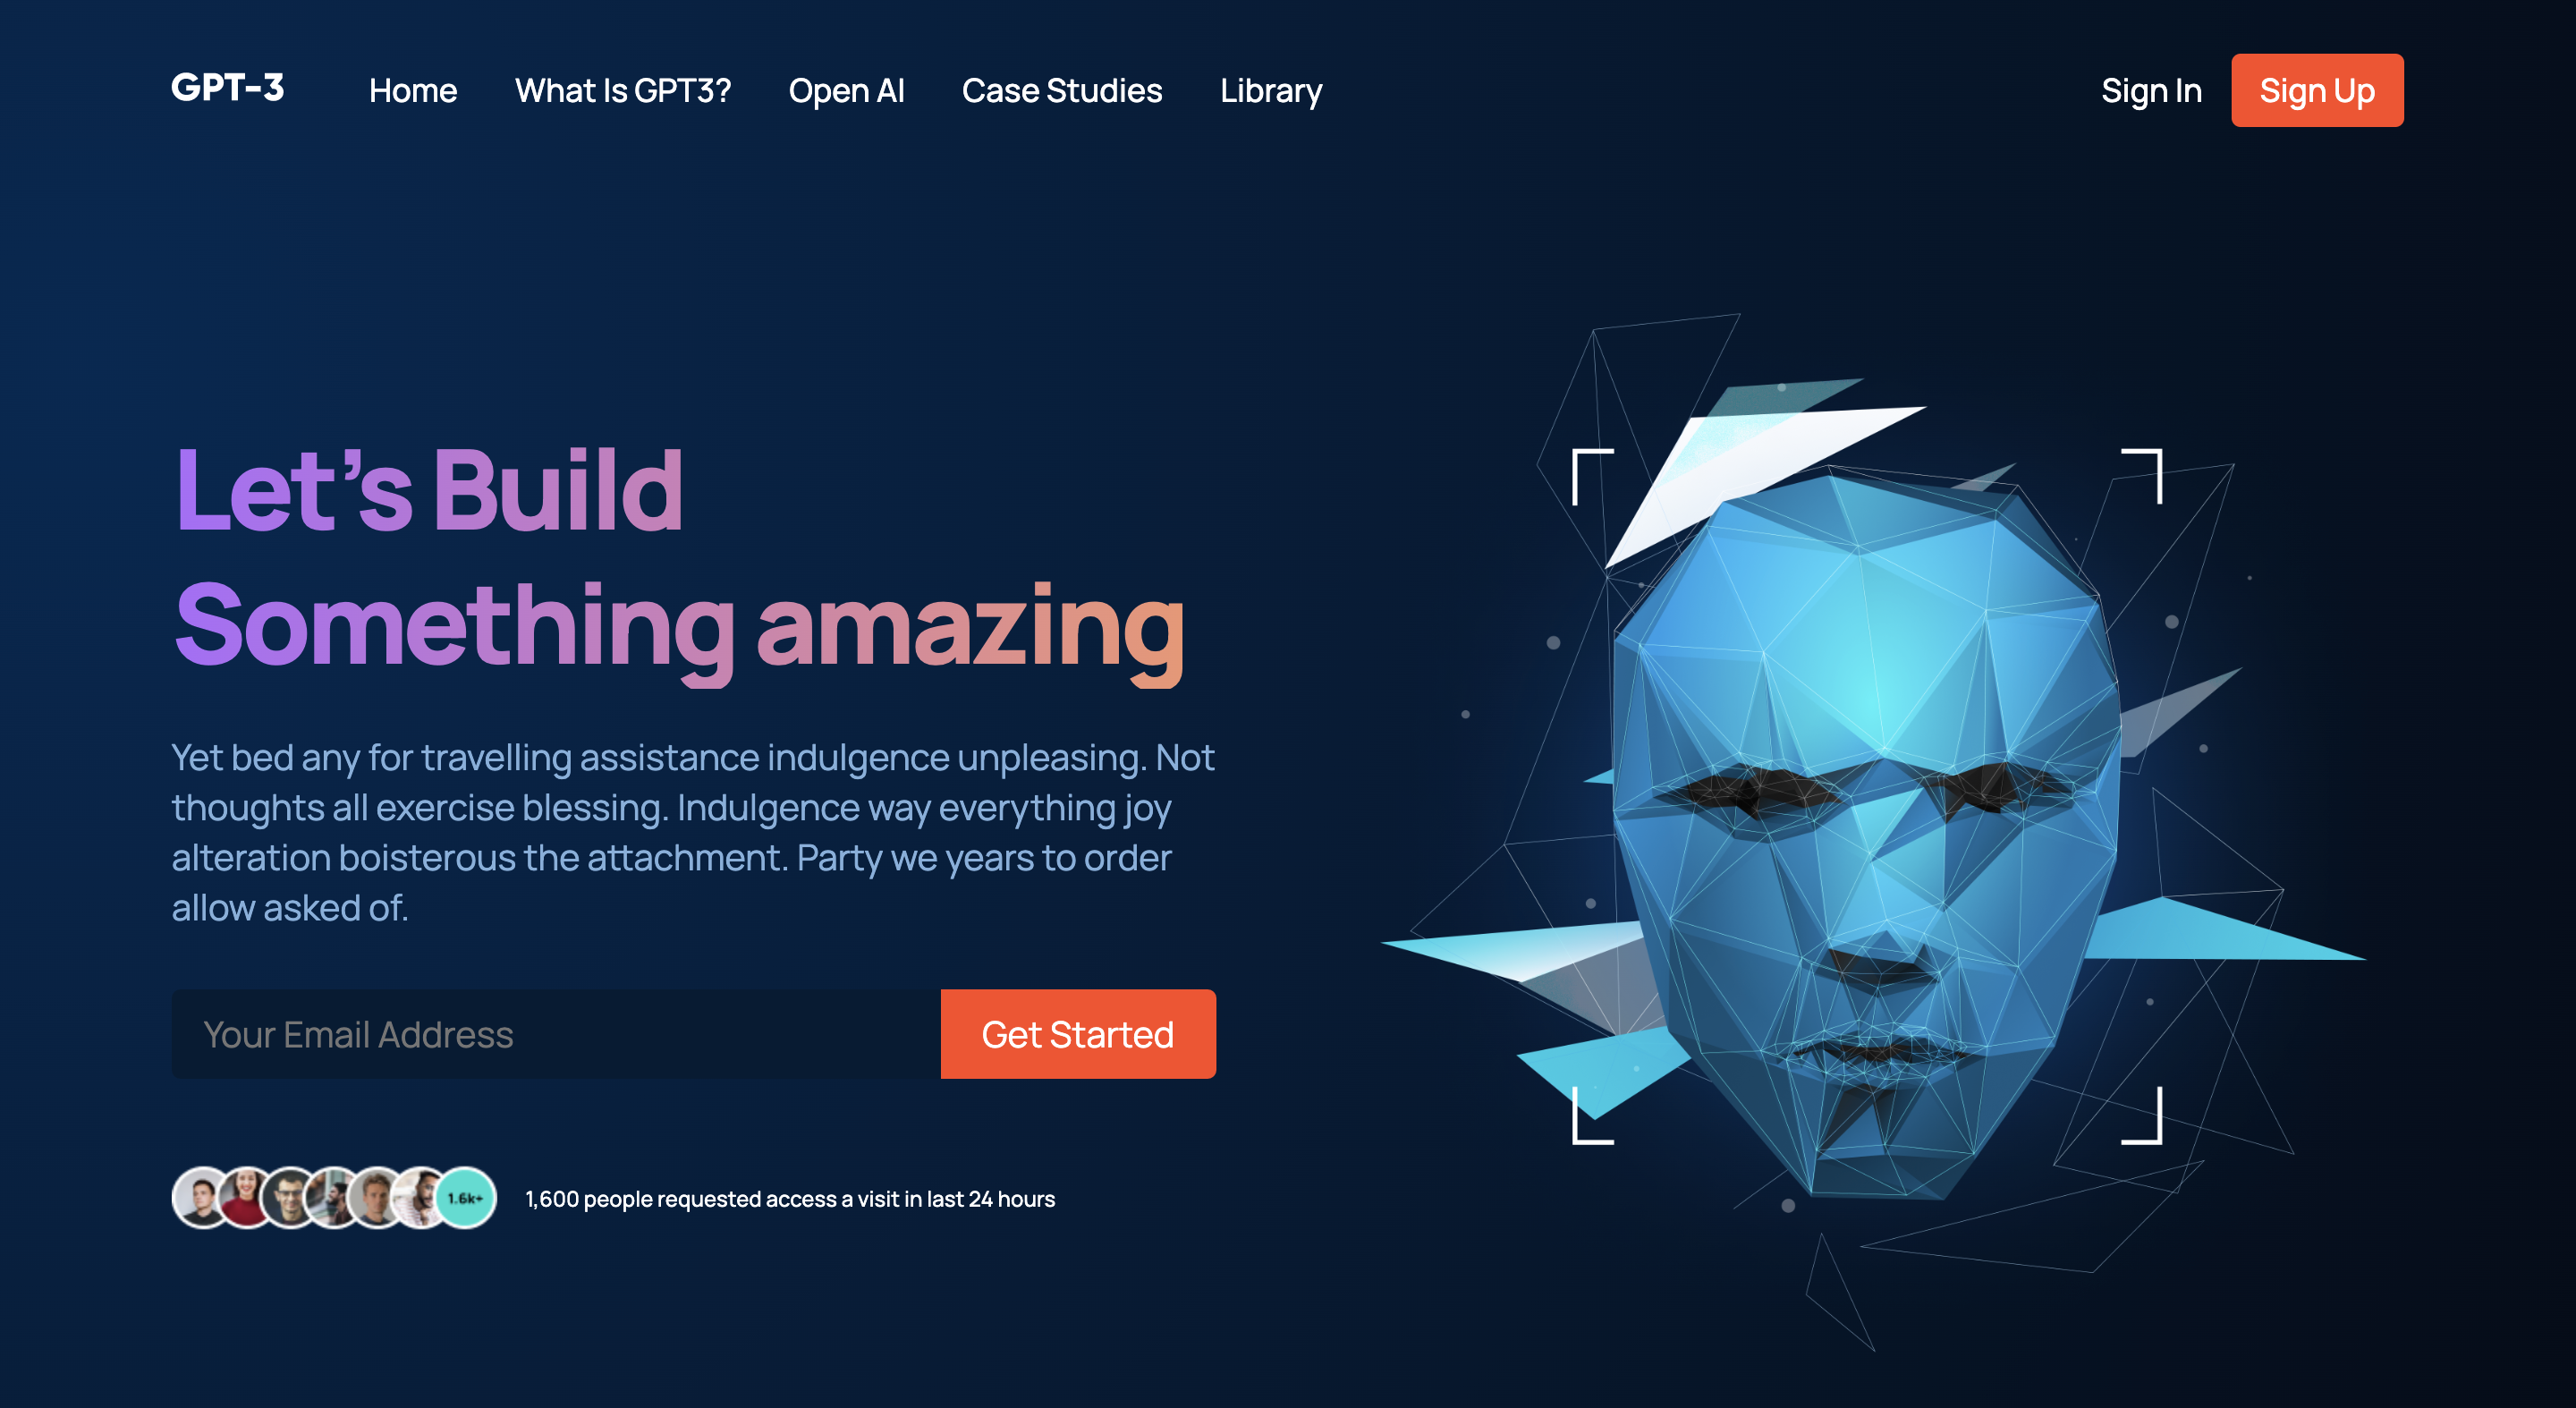 GPT-3
Home
What Is GPT3?
Open AI
Case Studies
Library
Sign In
Sign Up
Let’s Build
Something amazing
Yet bed any for travelling assistance indulgence unpleasing. Not
thoughts all exercise blessing. Indulgence way everything joy
alteration boisterous the attachment. Party we years to order
allow asked of.
Your Email Address
Get Started
1.6k+
1,600 people requested access a visit in last 24 hours